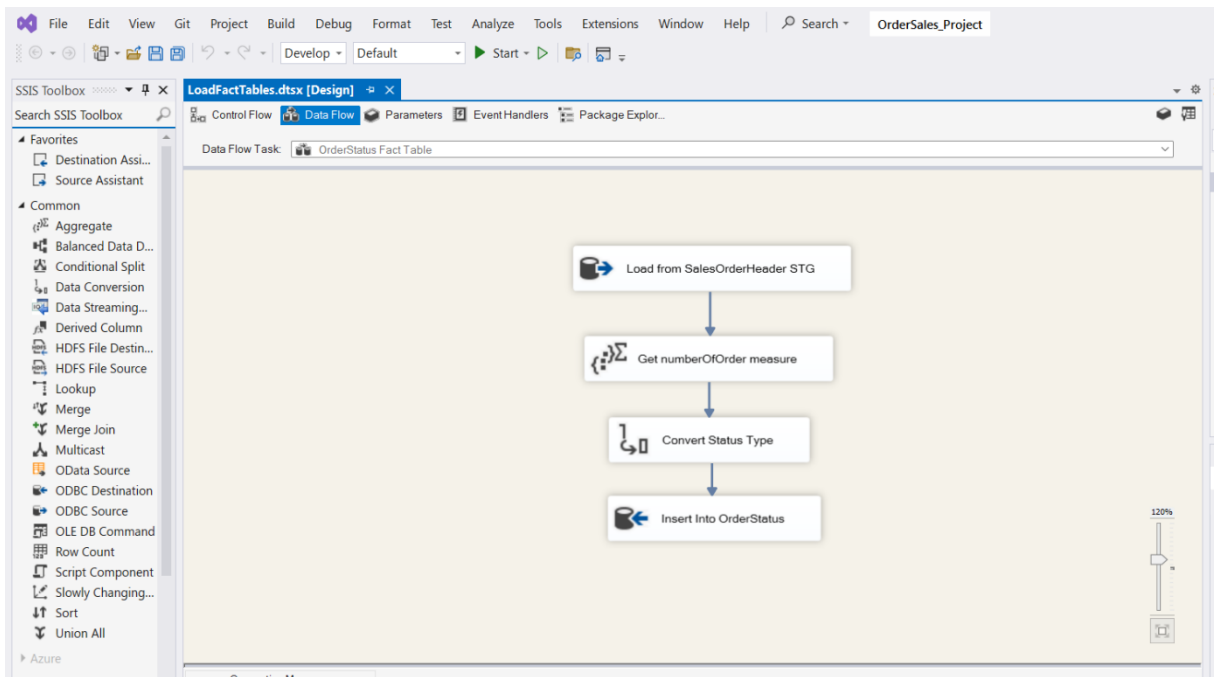 File Edit View Git Project Build Debug Format Test Analyze Tools Extensions Window Help Search OrderSales_Project
Develop Default Start
SSIS Toolbox
LoadFactTables.dtsx [Design]
Search SSIS Toolbox
Control Flow Data Flow Parameters Event Handlers Package Explor...
Data Flow Task: OrderStatus Fact Table
Favorites
Destination Assi...
Source Assistant
Common
Aggregate
Balanced Data D...
Conditional Split
Data Conversion
Data Streaming...
Derived Column
HDFS File Destin...
HDFS File Source
Lookup
Merge
Merge Join
Multicast
OData Source
ODBC Destination
ODBC Source
OLE DB Command
Row Count
Script Component
Slowly Changing...
Sort
Union All
Azure
Load from SalesOrderHeader STG
Get numberOfOrder measure
Convert Status Type
Insert Into OrderStatus
120%